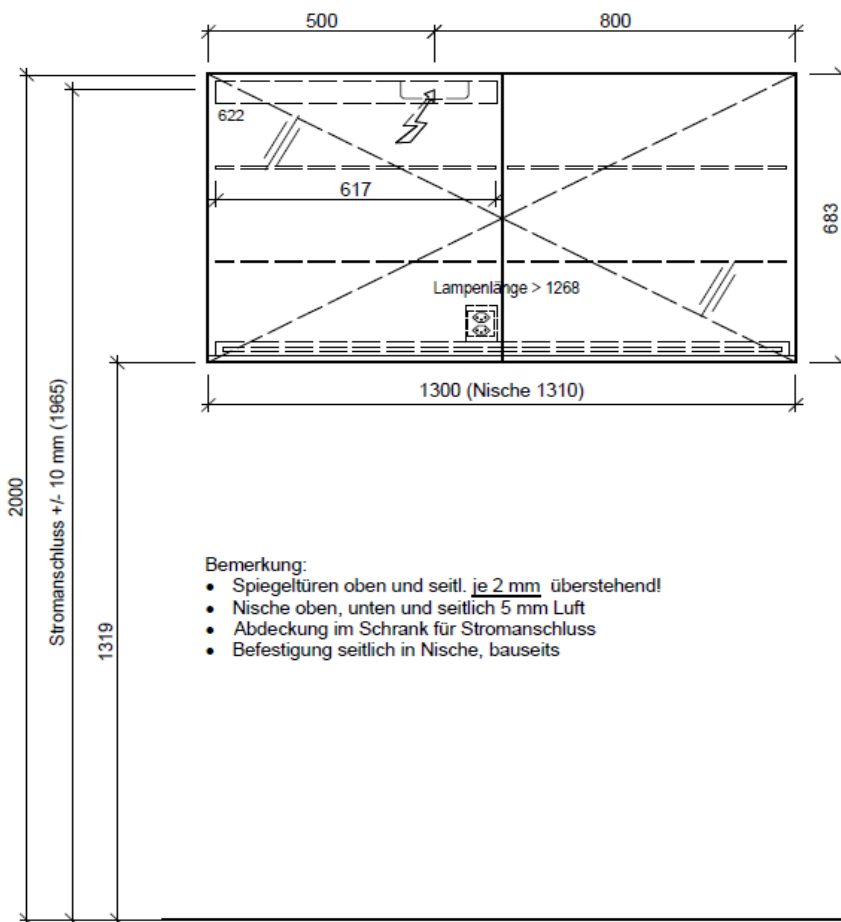 500
800
622
617
683
Lampenlänge > 1268
1300 (Nische 1310)
2000
Stromanschluss +/- 10 mm (1965)
1319
Bemerkung:
• Spiegeltüren oben und seitl. je 2 mm überstehend!
• Nische oben, unten und seitlich 5 mm Luft
• Abdeckung im Schrank für Stromanschluss
• Befestigung seitlich in Nische, bauseits